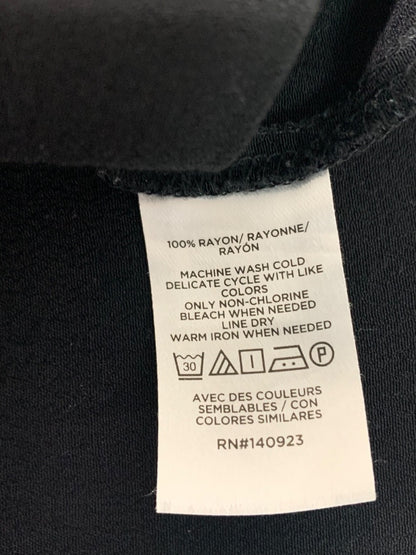 100% RAYON/ RAYONNE/
RAYÓN
MACHINE WASH COLD
DELICATE CYCLE WITH LIKE
COLORS
ONLY NON-CHLORINE
BLEACH WHEN NEEDED
LINE DRY
WARM IRON WHEN NEEDED
30 P
AVEC DES COULEURS
SEMBLABLES / CON
COLORES SIMILARES
RN#140923